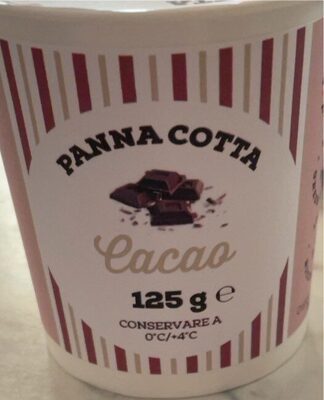 PANNA COTTA
Cacao
125 g ℮
CONSERVARE A
0°C/+4°C